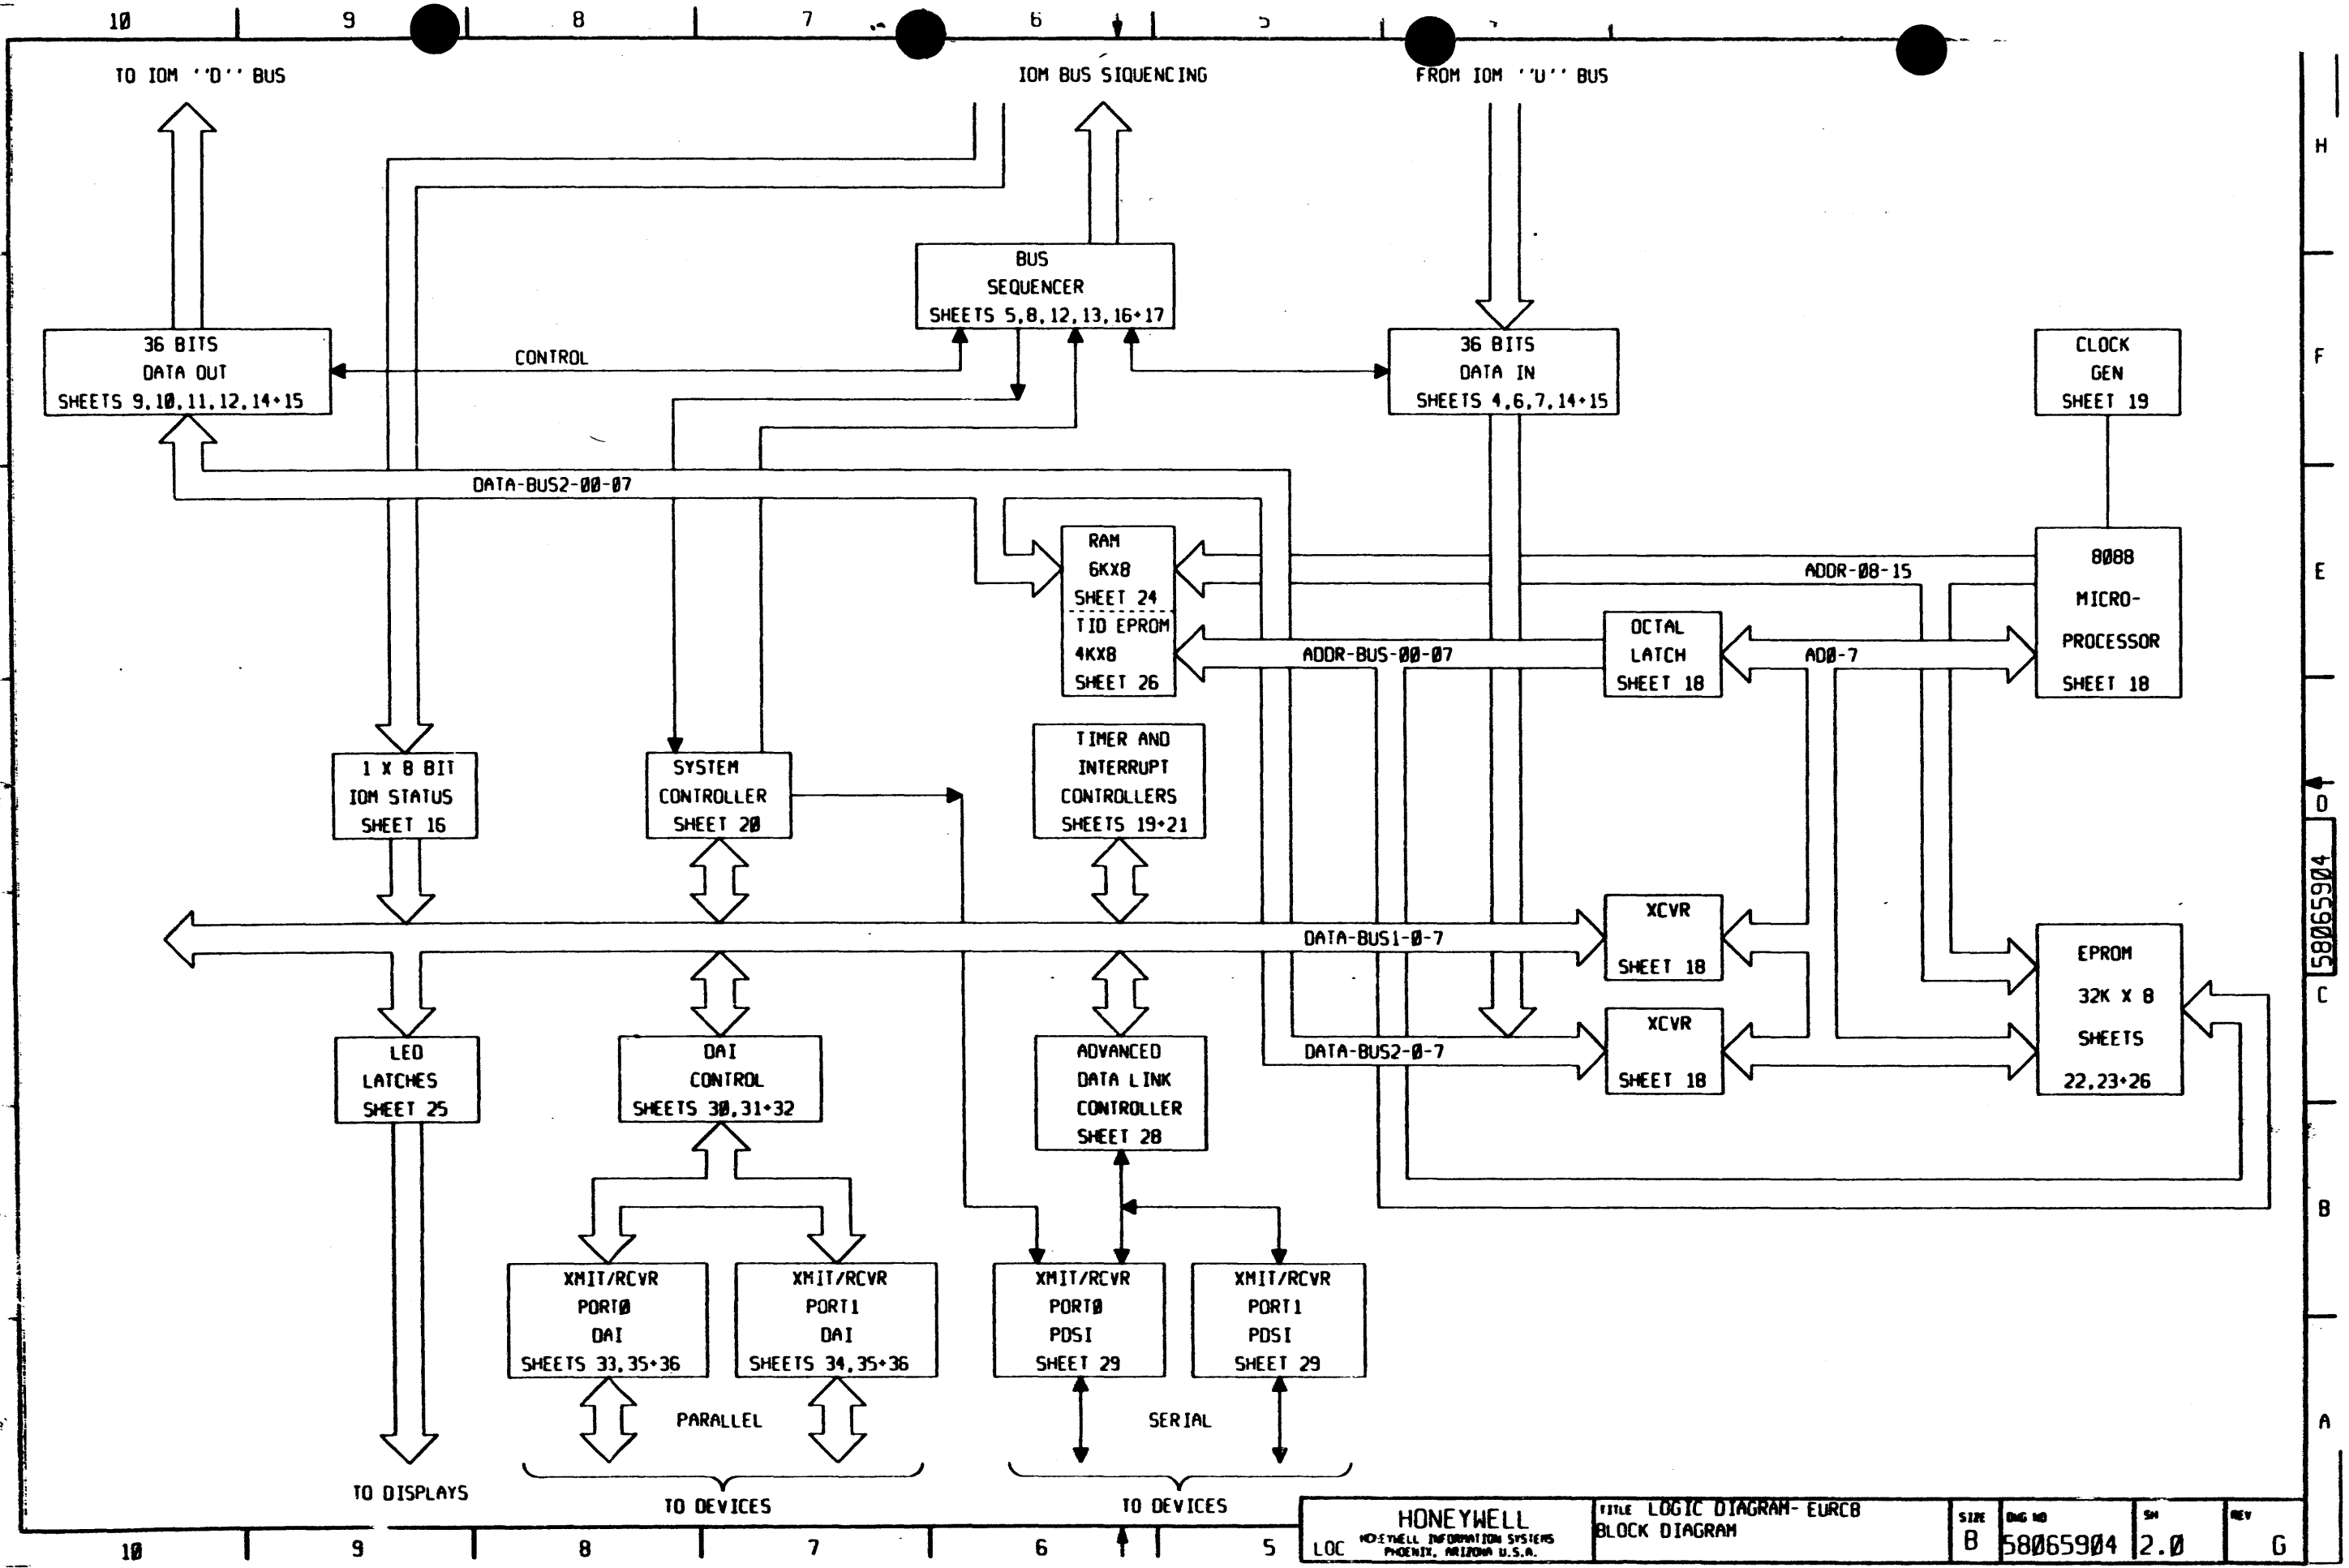 10 9 8 7 6 5
TO IOM ''D'' BUS
IOM BUS SIQUENCING
FROM IOM ''U'' BUS
H
BUS
SEQUENCER
SHEETS 5,8,12,13,16+17
36 BITS
DATA OUT
SHEETS 9,10,11,12,14+15
CONTROL
36 BITS
DATA IN
SHEETS 4,6,7,14+15
CLOCK
GEN
SHEET 19
F
DATA-BUS2-00-07
RAM
6KX8
SHEET 24
TID EPROM
4KX8
SHEET 26
ADDR-08-15
8088
MICRO-
PROCESSOR
SHEET 18
E
ADDR-BUS-00-07
OCTAL
LATCH
SHEET 18
AD0-7
1 X 8 BIT
IOM STATUS
SHEET 16
SYSTEM
CONTROLLER
SHEET 20
TIMER AND
INTERRUPT
CONTROLLERS
SHEETS 19+21
D
58065904
DATA-BUS1-0-7
XCVR
SHEET 18
EPROM
32K X 8
SHEETS
22,23+26
C
LED
LATCHES
SHEET 25
DAI
CONTROL
SHEETS 30,31+32
ADVANCED
DATA LINK
CONTROLLER
SHEET 28
DATA-BUS2-0-7
XCVR
SHEET 18
B
XMIT/RCVR
PORT0
DAI
SHEETS 33,35+36
XMIT/RCVR
PORT1
DAI
SHEETS 34,35+36
XMIT/RCVR
PORT0
PDSI
SHEET 29
XMIT/RCVR
PORT1
PDSI
SHEET 29
PARALLEL
SERIAL
A
TO DISPLAYS
TO DEVICES
TO DEVICES
10 9 8 7 6 5
LOC
HONEYWELL
HONEYWELL INFORMATION SYSTEMS
PHOENIX, ARIZONA U.S.A.
TITLE LOGIC DIAGRAM- EURCB
BLOCK DIAGRAM
SIZE
B
DWG NO
58065904
SH
2.0
REV
G